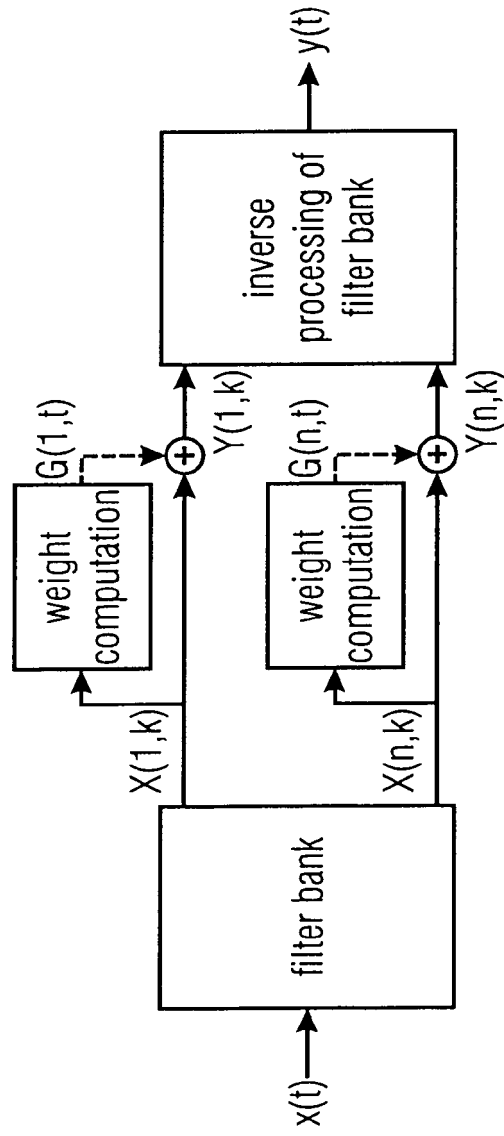 x(t)
filter bank
X(1,k)
X(n,k)
weight
computation
weight
computation
G(1,t)
G(n,t)
+
+
Y(1,k)
Y(n,k)
inverse
processing of
filter bank
y(t)